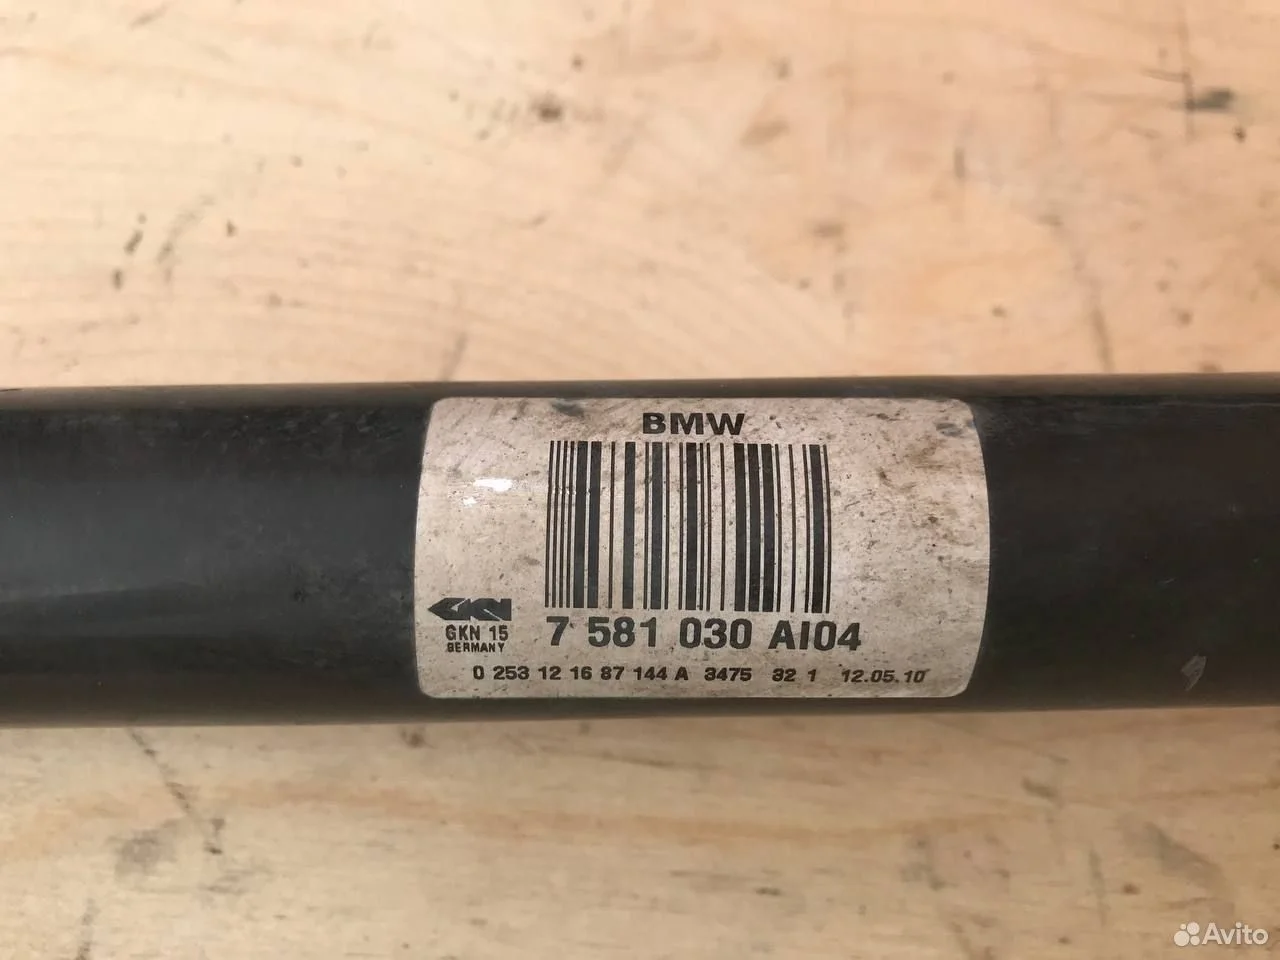 BMW
GKN
GKN 15
GERMANY
7 581 030 AI04
0 253 12 16 87 144 A 3475 32 1 12.05.10
Avito